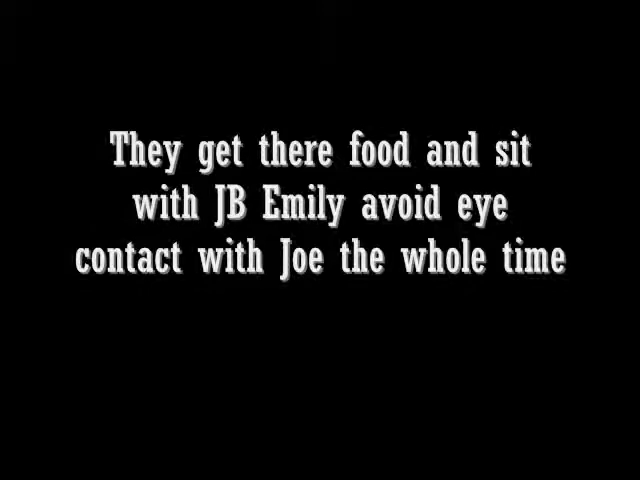 They get there food and sit
with JB Emily avoid eye
contact with Joe the whole time